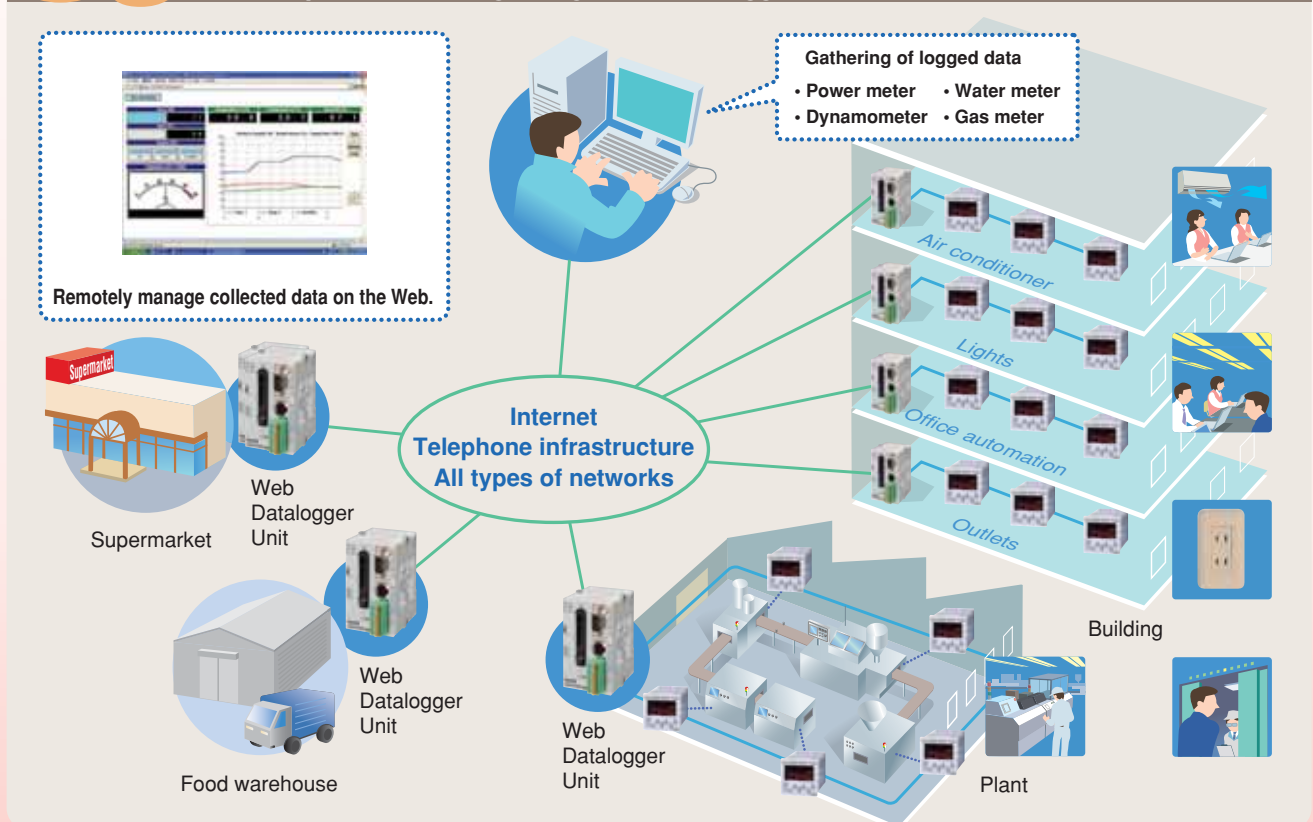 Gathering of logged data
• Power meter • Water meter
• Dynamometer • Gas meter
Remotely manage collected data on the Web.
Air conditioner
Lights
Office automation
Outlets
Building
Internet
Telephone infrastructure
All types of networks
Supermarket
Supermarket
Web
Datalogger
Unit
Food warehouse
Web
Datalogger
Unit
Web
Datalogger
Unit
Plant